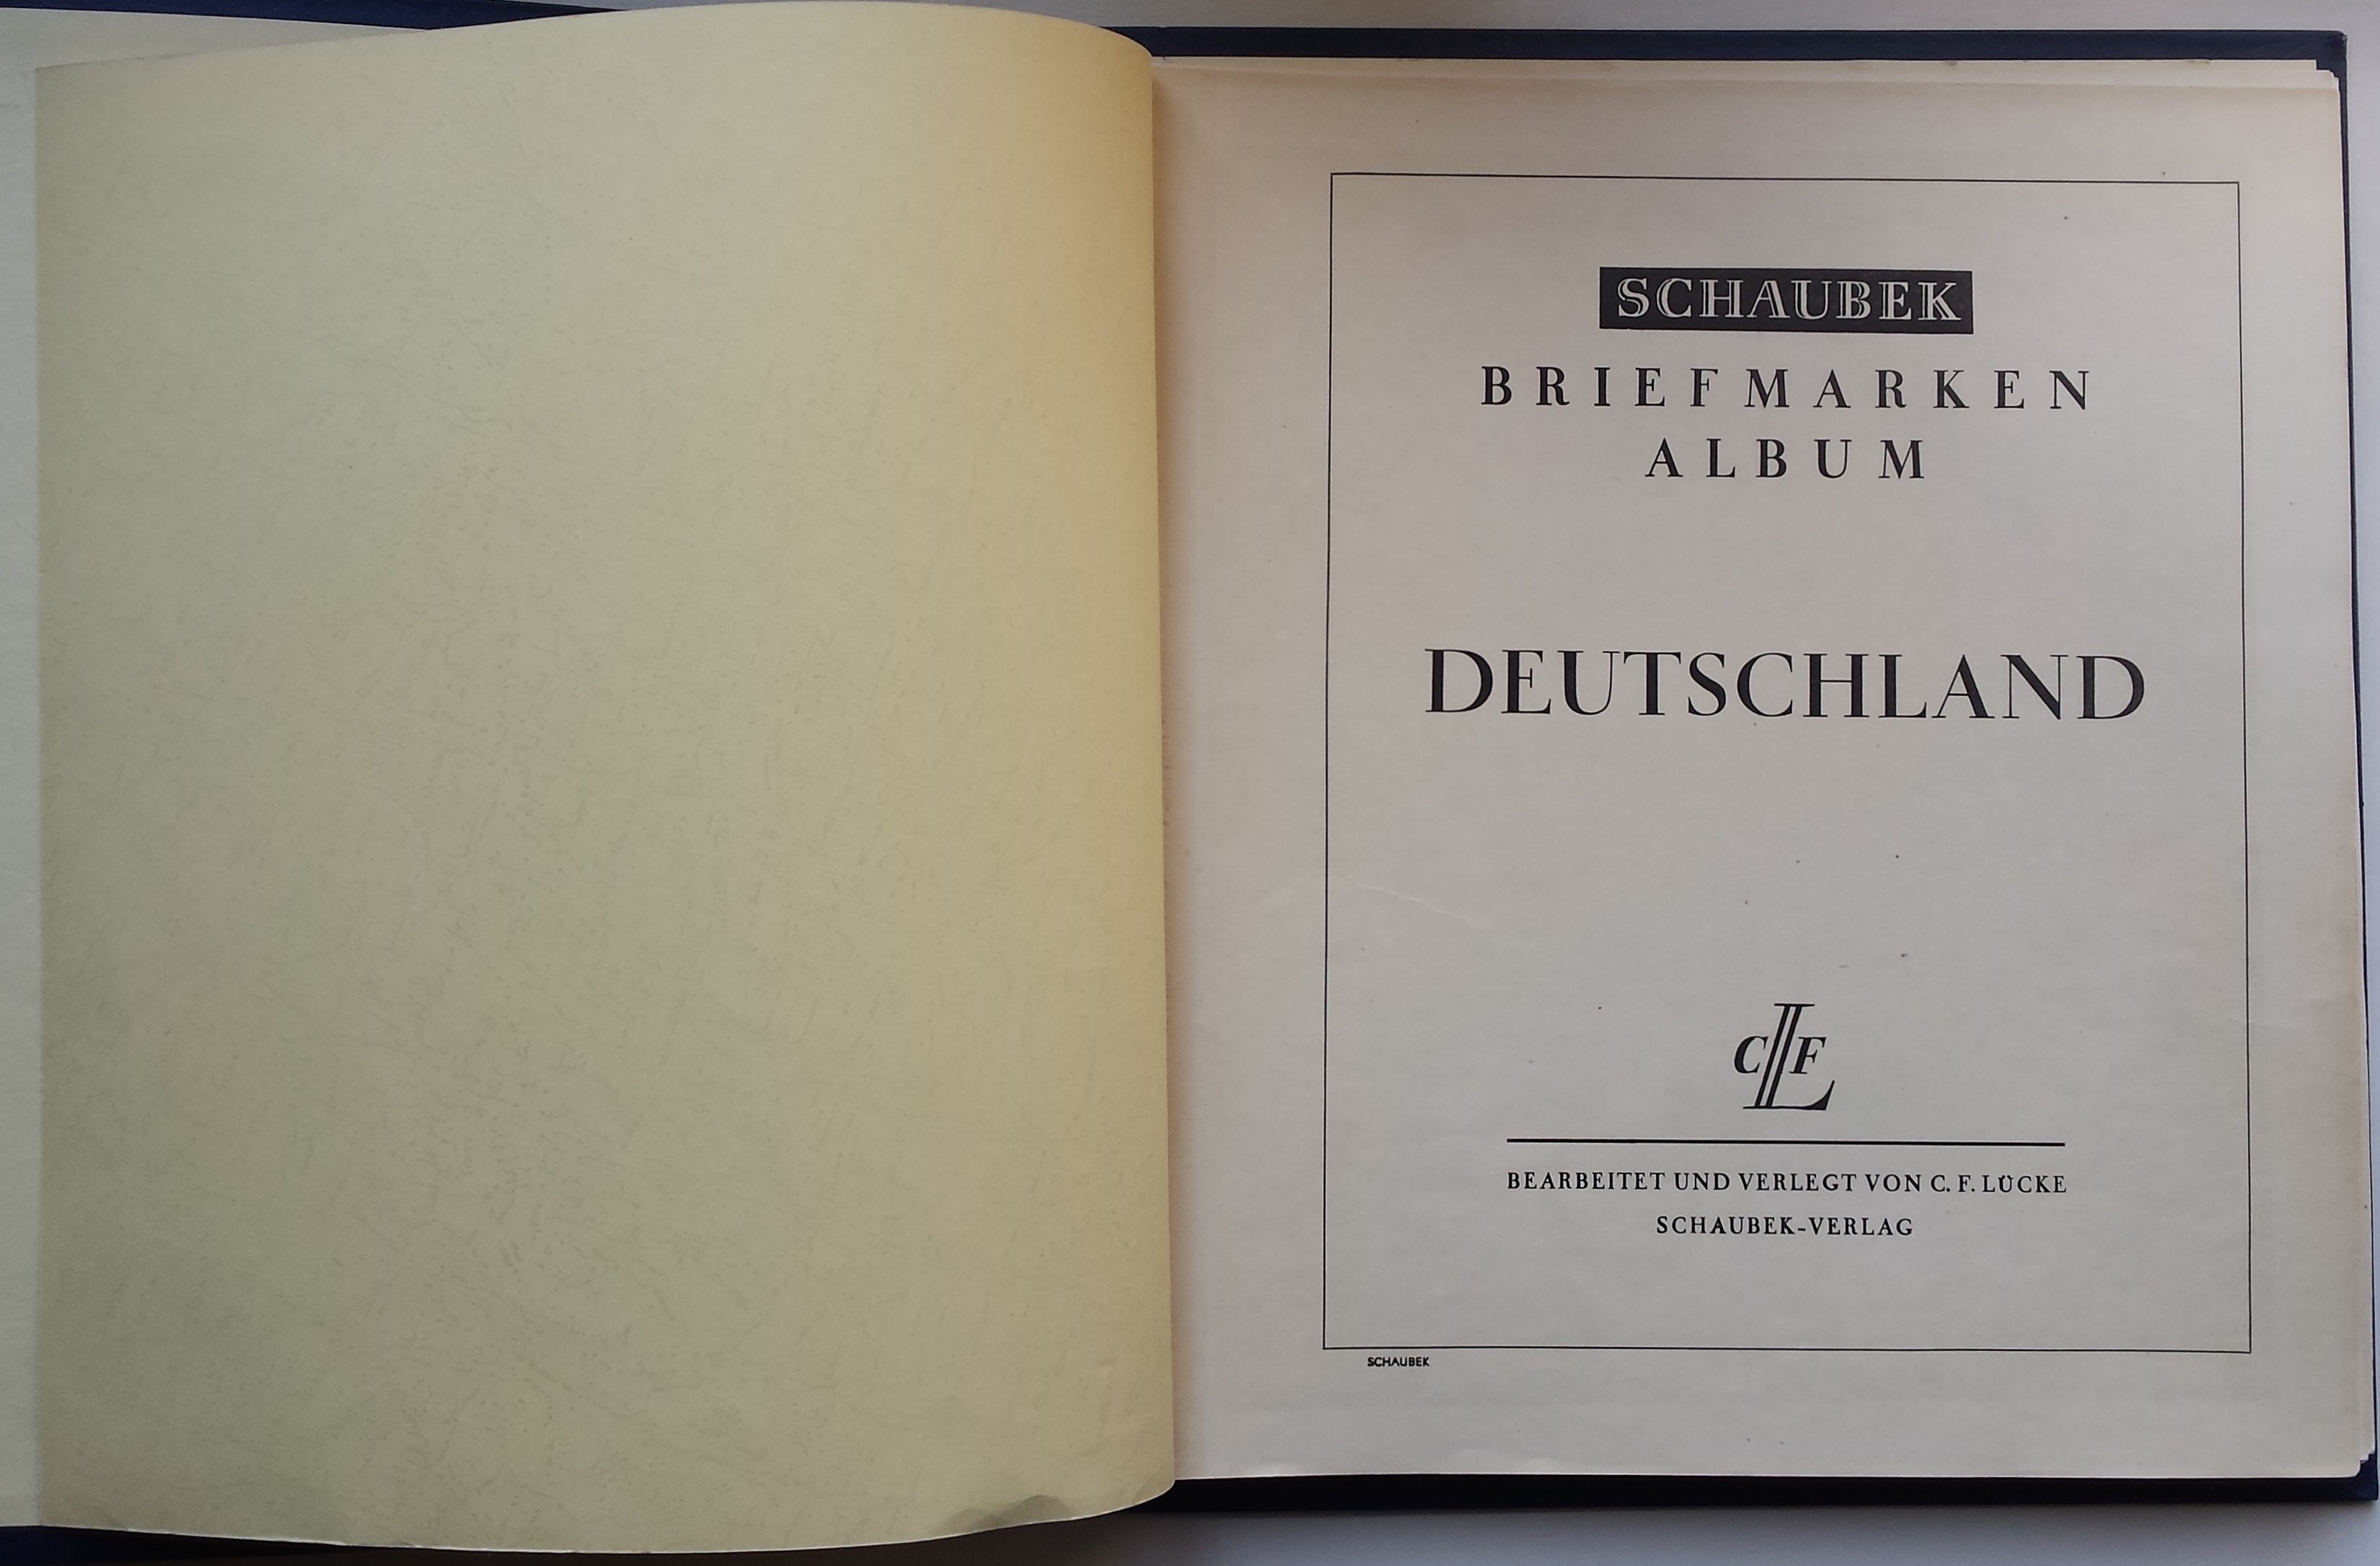 SCHAUBEK
BRIEFMARKEN
ALBUM
DEUTSCHLAND
CLF
BEARBEITET UND VERLEGT VON C. F. LÜCKE
SCHAUBEK-VERLAG
SCHAUBEK